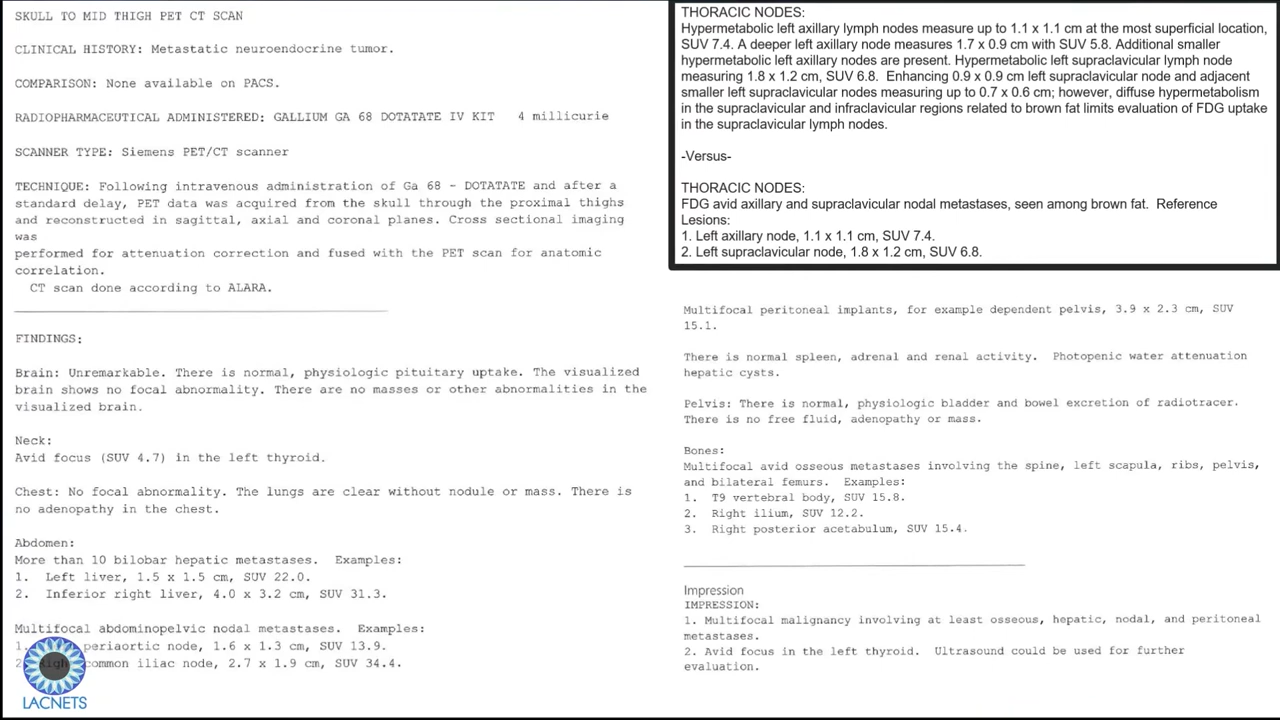 SKULL TO MID THIGH PET CT SCAN
CLINICAL HISTORY: Metastatic neuroendocrine tumor.
COMPARISON: None available on PACS.
RADIOPHARMACEUTICAL ADMINISTERED: GALLIUM GA 68 DOTATATE IV KIT 4 millicurie
SCANNER TYPE: Siemens PET/CT scanner
TECHNIQUE: Following intravenous administration of Ga 68 - DOTATATE and after a
standard delay, PET data was acquired from the skull through the proximal thighs
and reconstructed in sagittal, axial and coronal planes. Cross sectional imaging
was
performed for attenuation correction and fused with the PET scan for anatomic
correlation.
CT scan done according to ALARA.
FINDINGS:
Brain: Unremarkable. There is normal, physiologic pituitary uptake. The visualized
brain shows no focal abnormality. There are no masses or other abnormalities in the
visualized brain.
Neck:
Avid focus (SUV 4.7) in the left thyroid.
Chest: No focal abnormality. The lungs are clear without nodule or mass. There is
no adenopathy in the chest.
Abdomen:
More than 10 bilobar hepatic metastases. Examples:
1. Left liver, 1.5 x 1.5 cm, SUV 22.0.
2. Inferior right liver, 4.0 x 3.2 cm, SUV 31.3.
Multifocal abdominopelvic nodal metastases. Examples:
1. periaortic node, 1.6 x 1.3 cm, SUV 13.9.
2. common iliac node, 2.7 x 1.9 cm, SUV 34.4.
LACNETS
THORACIC NODES:
Hypermetabolic left axillary lymph nodes measure up to 1.1 x 1.1 cm at the most superficial location,
SUV 7.4. A deeper left axillary node measures 1.7 x 0.9 cm with SUV 5.8. Additional smaller
hypermetabolic left axillary nodes are present. Hypermetabolic left supraclavicular lymph node
measuring 1.8 x 1.2 cm, SUV 6.8. Enhancing 0.9 x 0.9 cm left supraclavicular node and adjacent
smaller left supraclavicular nodes measuring up to 0.7 x 0.6 cm; however, diffuse hypermetabolism
in the supraclavicular and infraclavicular regions related to brown fat limits evaluation of FDG uptake
in the supraclavicular lymph nodes.
-Versus-
THORACIC NODES:
FDG avid axillary and supraclavicular nodal metastases, seen among brown fat. Reference
Lesions:
1. Left axillary node, 1.1 x 1.1 cm, SUV 7.4.
2. Left supraclavicular node, 1.8 x 1.2 cm, SUV 6.8.
Multifocal peritoneal implants, for example dependent pelvis, 3.9 x 2.3 cm, SUV
15.1.
There is normal spleen, adrenal and renal activity. Photopenic water attenuation
hepatic cysts.
Pelvis: There is normal, physiologic bladder and bowel excretion of radiotracer.
There is no free fluid, adenopathy or mass.
Bones:
Multifocal avid osseous metastases involving the spine, left scapula, ribs, pelvis,
and bilateral femurs. Examples:
1. T9 vertebral body, SUV 15.8.
2. Right ilium, SUV 12.2.
3. Right posterior acetabulum, SUV 15.4.
Impression
IMPRESSION:
1. Multifocal malignancy involving at least osseous, hepatic, nodal, and peritoneal
metastases.
2. Avid focus in the left thyroid. Ultrasound could be used for further
evaluation.